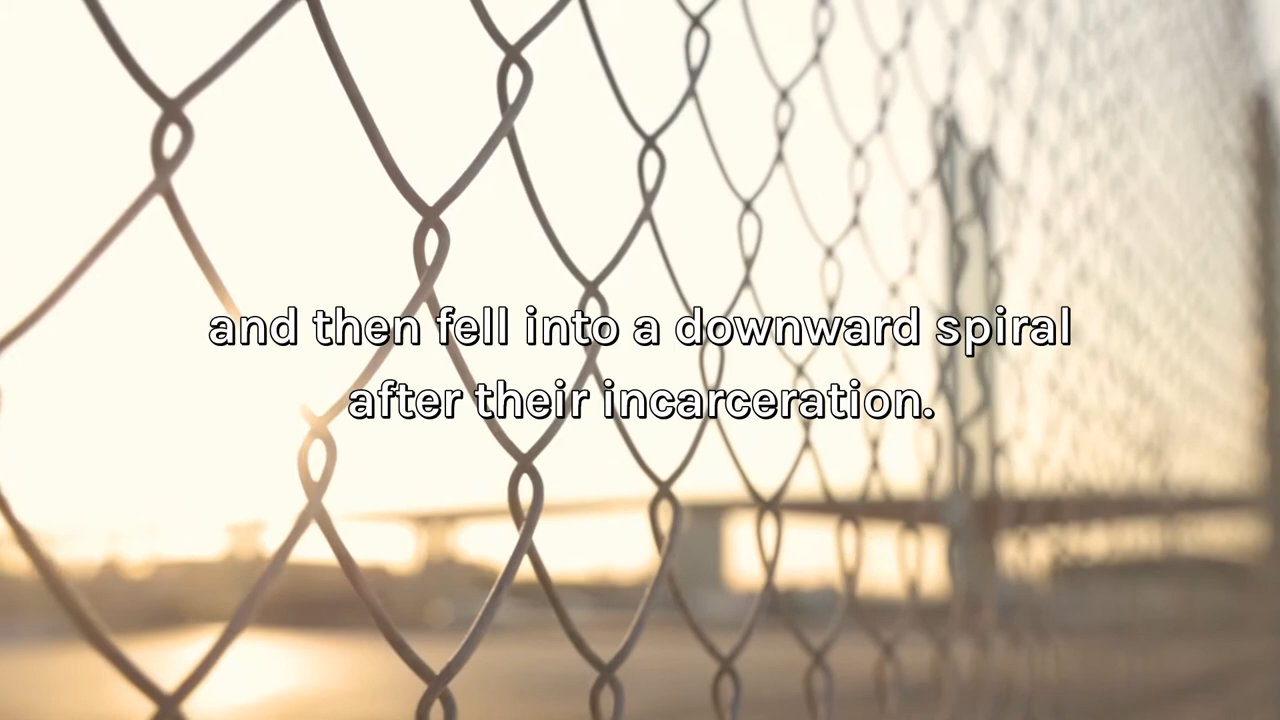 and then fell into a downward spiral
after their incarceration.